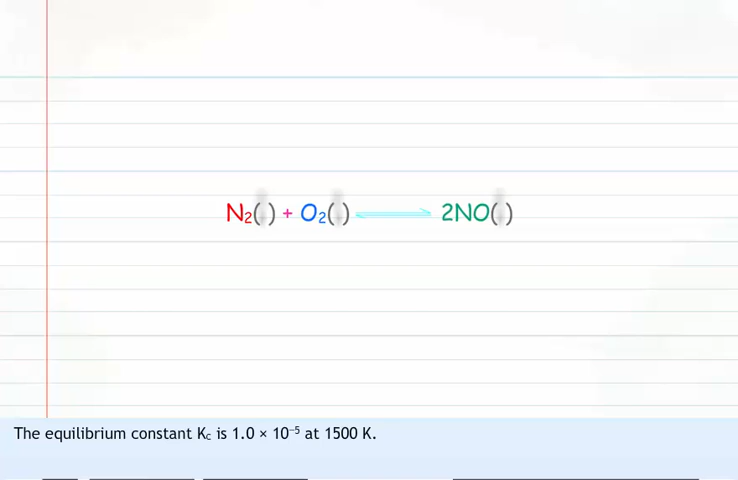 N₂( ) + O₂( ) ⇌ 2NO( )
The equilibrium constant Kc is 1.0 × 10⁻⁵ at 1500 K.